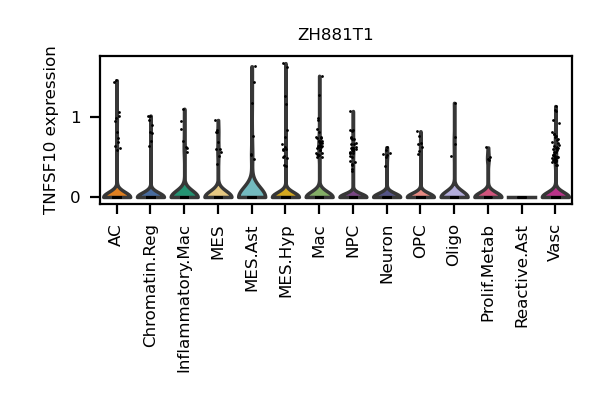 ZH881T1
TNFSF10 expression
1
0
AC
Chromatin.Reg
Inflammatory.Mac
MES
MES.Ast
MES.Hyp
Mac
NPC
Neuron
OPC
Oligo
Prolif.Metab
Reactive.Ast
Vasc